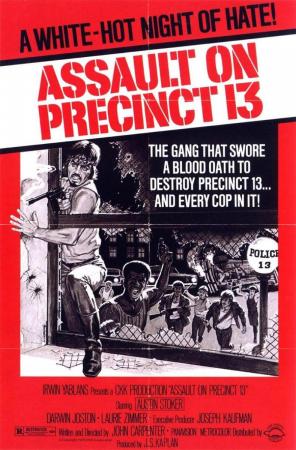 A WHITE-HOT NIGHT OF HATE!
ASSAULT ON
PRECINCT 13
THE GANG THAT SWORE
A BLOOD OATH TO
DESTROY PRECINCT 13...
AND EVERY COP IN IT!
POLICE
13
IRWIN YABLANS Presents a CKK PRODUCTION "ASSAULT ON PRECINCT 13"
Starring AUSTIN STOKER
DARWIN JOSTON • LAURIE ZIMMER • Executive Producer JOSEPH KAUFMAN
Written and Directed by JOHN CARPENTER • PANAVISION METROCOLOR Distributed by
Produced by J.S. KAPLAN
R RESTRICTED